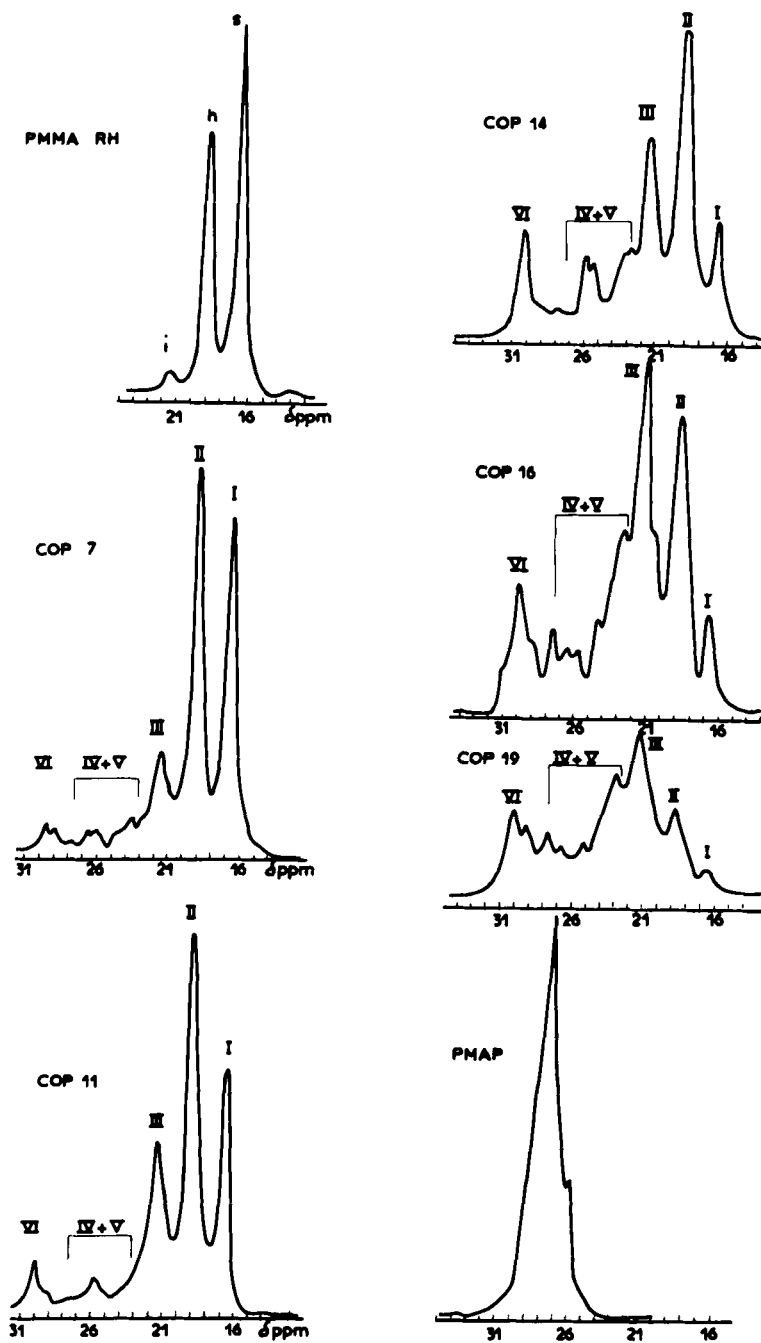 PMMA RH
s
h
i
21 16 δppm
COP 7
II
I
III
VI IV+V
31 26 21 16 δppm
COP 11
II
I
III
VI IV+V
31 26 21 16 δppm
COP 14
II
III
VI IV+V I
31 26 21 16
COP 16
III
II
IV+V
VI
I
31 26 21 16
COP 19
IV+V III
VI II
I
31 26 21 16
PMAP
31 26 21 16